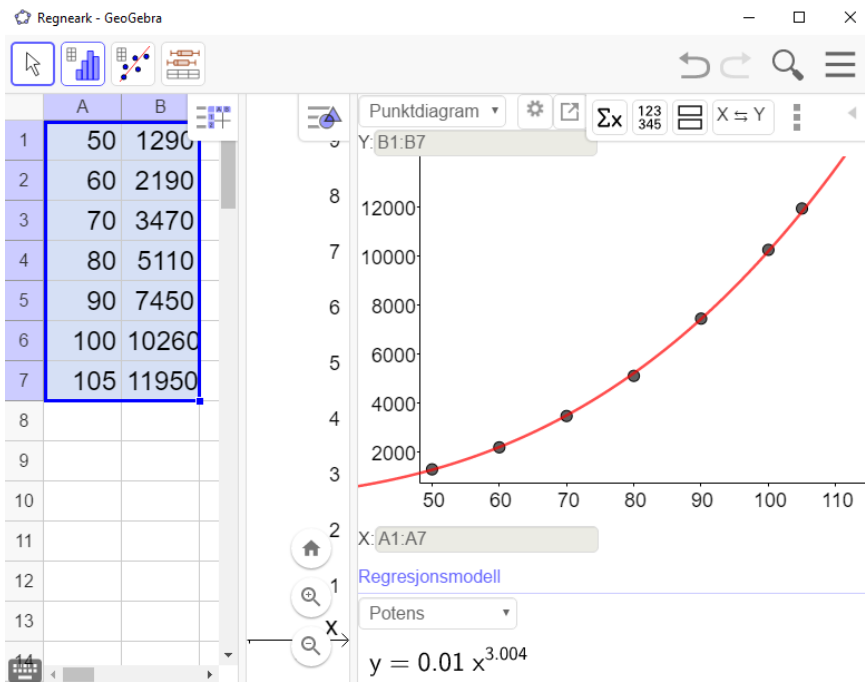 Regneark - GeoGebra
Punktdiagram
Σx
123
345
X ⇆ Y
A B
1 50 1290
2 60 2190
3 70 3470
4 80 5110
5 90 7450
6 100 10260
7 105 11950
8
9
10
11
12
13
14
9
8
7
6
5
4
3
2
1
X
Y: B1:B7
12000
10000
8000
6000
4000
2000
50 60 70 80 90 100 110
X: A1:A7
Regresjonsmodell
Potens
y = 0.01 x^3.004